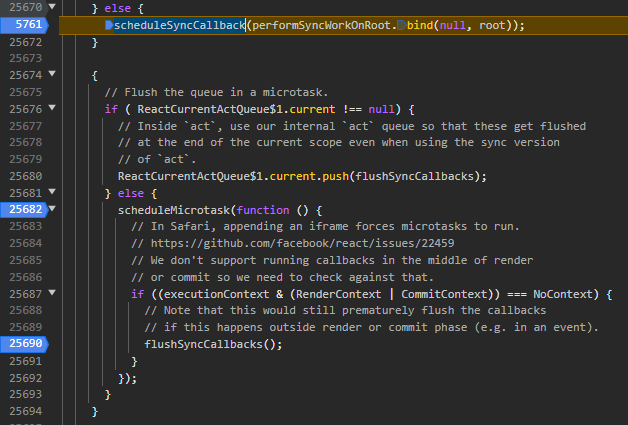 25670 } else {
5761 scheduleSyncCallback(performSyncWorkOnRoot.bind(null, root));
25672 }
25673
25674 {
25675 // Flush the queue in a microtask.
25676 if ( ReactCurrentActQueue$1.current !== null) {
25677 // Inside `act`, use our internal `act` queue so that these get flushed
25678 // at the end of the current scope even when using the sync version
25679 // of `act`.
25680 ReactCurrentActQueue$1.current.push(flushSyncCallbacks);
25681 } else {
25682 scheduleMicrotask(function () {
25683 // In Safari, appending an iframe forces microtasks to run.
25684 // https://github.com/facebook/react/issues/22459
25685 // We don't support running callbacks in the middle of render
25686 // or commit so we need to check against that.
25687 if ((executionContext & (RenderContext | CommitContext)) === NoContext) {
25688 // Note that this would still prematurely flush the callbacks
25689 // if this happens outside render or commit phase (e.g. in an event).
25690 flushSyncCallbacks();
25691 }
25692 });
25693 }
25694 }